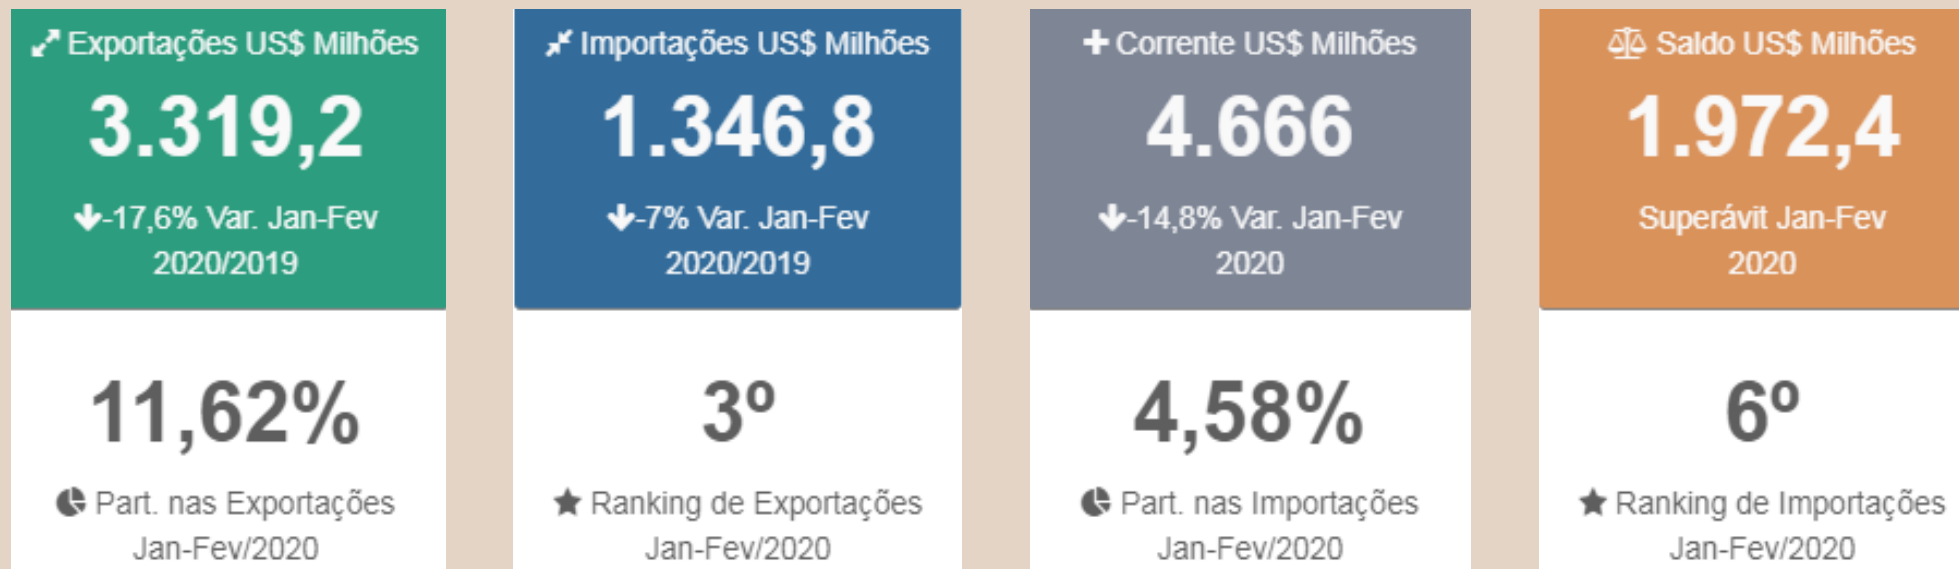 Exportações US$ Milhões
3.319,2
-17,6% Var. Jan-Fev
2020/2019
11,62%
Part. nas Exportações
Jan-Fev/2020
Importações US$ Milhões
1.346,8
-7% Var. Jan-Fev
2020/2019
3º
Ranking de Exportações
Jan-Fev/2020
Corrente US$ Milhões
4.666
-14,8% Var. Jan-Fev
2020
4,58%
Part. nas Importações
Jan-Fev/2020
Saldo US$ Milhões
1.972,4
Superávit Jan-Fev
2020
6º
Ranking de Importações
Jan-Fev/2020